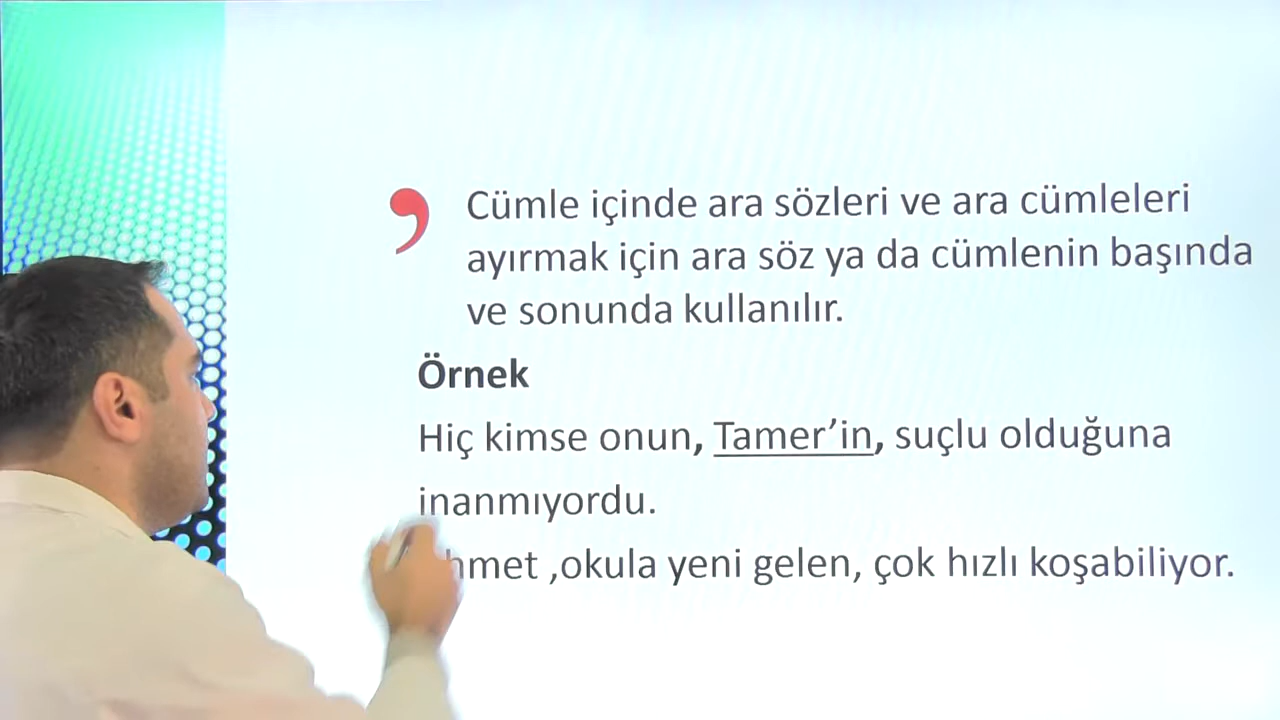 Cümle içinde ara sözleri ve ara cümleleri
ayırmak için ara söz ya da cümlenin başında
ve sonunda kullanılır.
Örnek
Hiç kimse onun, Tamer’in, suçlu olduğuna
inanmıyordu.
,okula yeni gelen, çok hızlı koşabiliyor.